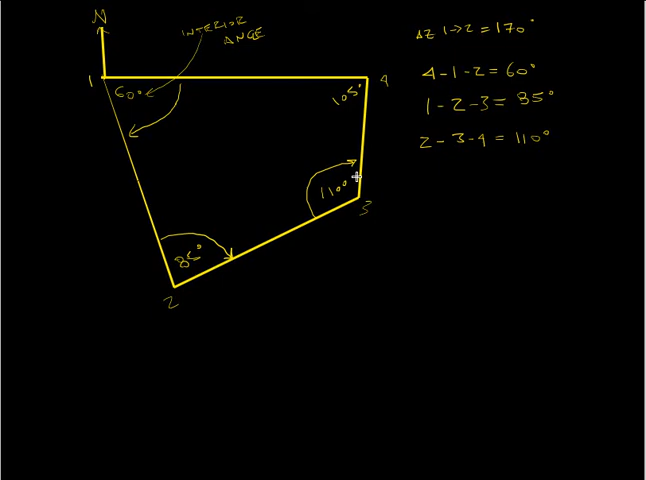 N
INTERIOR
ANGE
AZ 1->2 = 170°
1
60°
105°
4
4-1-2 = 60°
1-2-3 = 85°
2-3-4 = 110°
110°
3
85°
2